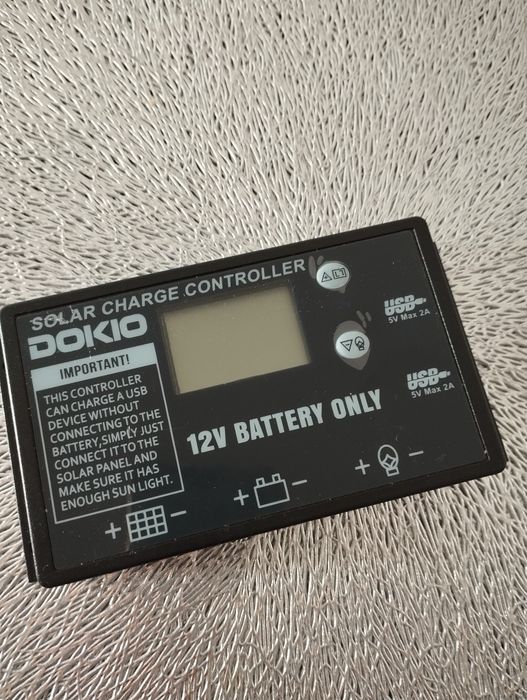 SOLAR CHARGE CONTROLLER
DOKIO
IMPORTANT!
THIS CONTROLLER
CAN CHARGE A USB
DEVICE WITHOUT
CONNECTING TO THE
BATTERY,SIMPLY JUST
CONNECT IT TO THE
SOLAR PANEL AND
MAKE SURE IT HAS
ENOUGH SUN LIGHT.
12V BATTERY ONLY
USB
5V Max 2A
USB
5V Max 2A
+ −
+ −
+ −